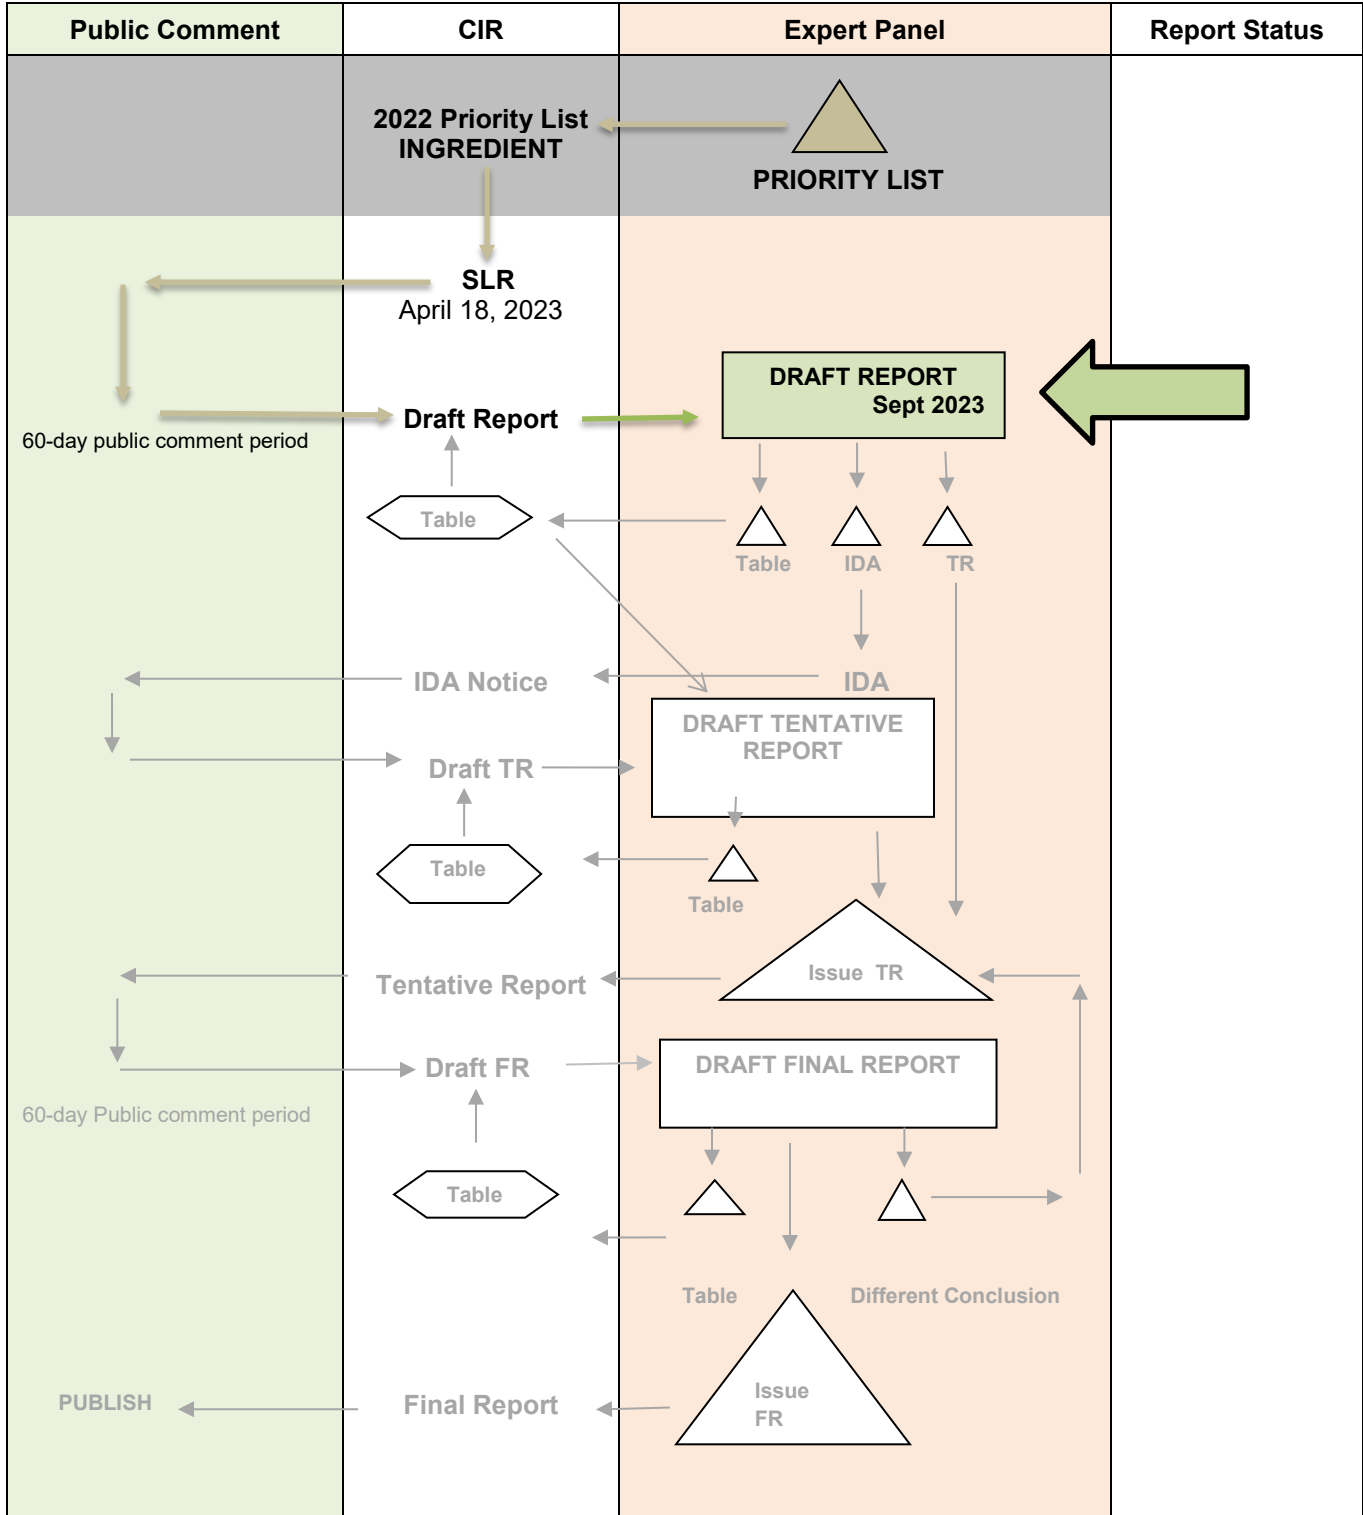 Public Comment
CIR
Expert Panel
Report Status
2022 Priority List
INGREDIENT
PRIORITY LIST
SLR
April 18, 2023
DRAFT REPORT
Sept 2023
Draft Report
60-day public comment period
Table
Table
IDA
TR
IDA Notice
IDA
DRAFT TENTATIVE
REPORT
Draft TR
Table
Table
Issue TR
Tentative Report
Draft FR
DRAFT FINAL REPORT
60-day Public comment period
Table
Table
Different Conclusion
Issue
FR
PUBLISH
Final Report